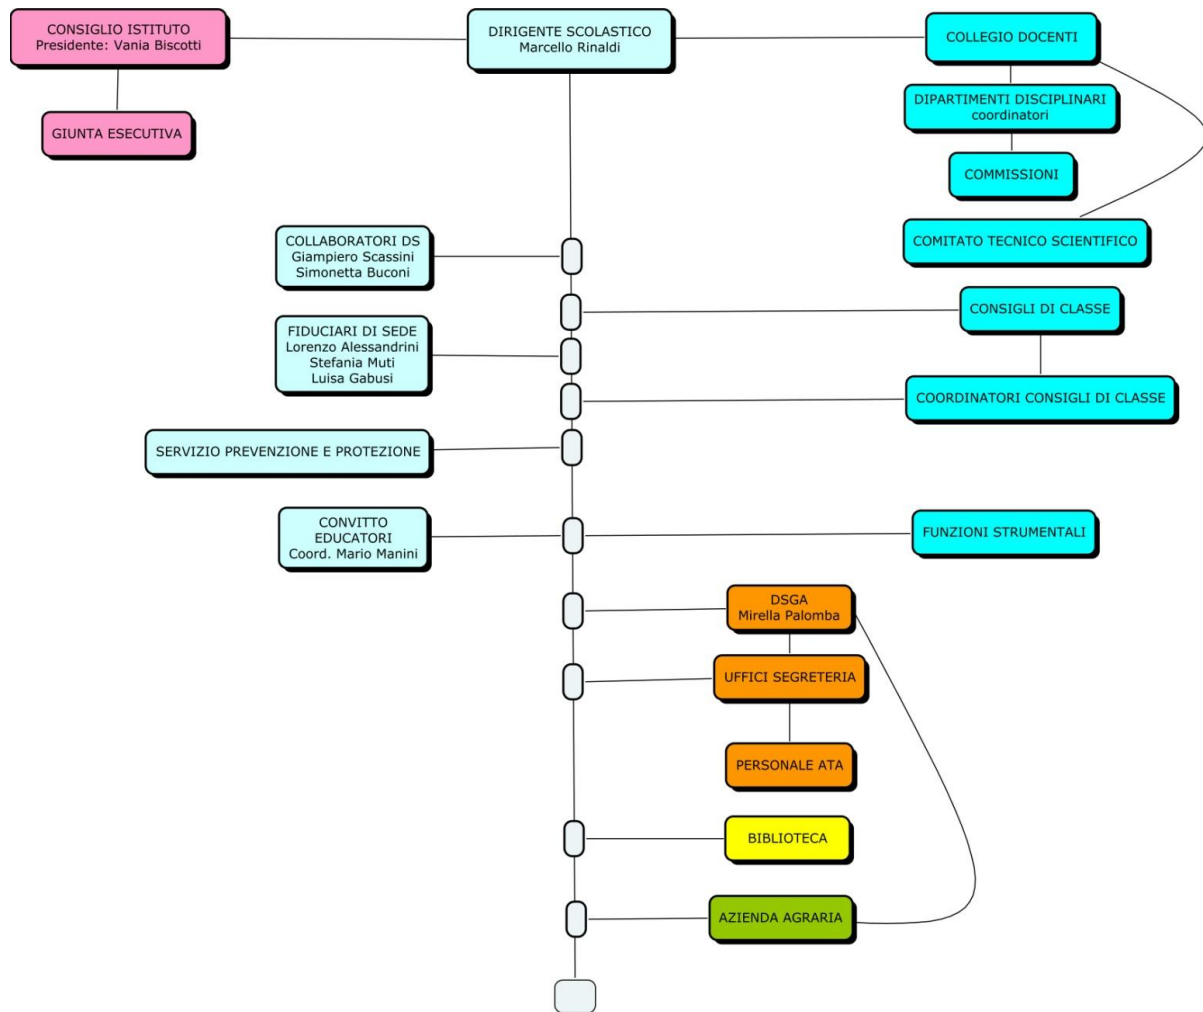 CONSIGLIO ISTITUTO
Presidente: Vania Biscotti
DIRIGENTE SCOLASTICO
Marcello Rinaldi
COLLEGIO DOCENTI
DIPARTIMENTI DISCIPLINARI
coordinatori
GIUNTA ESECUTIVA
COMMISSIONI
COLLABORATORI DS
Giampiero Scassini
Simonetta Buconi
COMITATO TECNICO SCIENTIFICO
CONSIGLI DI CLASSE
FIDUCIARI DI SEDE
Lorenzo Alessandrini
Stefania Muti
Luisa Gabusi
COORDINATORI CONSIGLI DI CLASSE
SERVIZIO PREVENZIONE E PROTEZIONE
CONVITTO
EDUCATORI
Coord. Mario Manini
FUNZIONI STRUMENTALI
DSGA
Mirella Palomba
UFFICI SEGRETERIA
PERSONALE ATA
BIBLIOTECA
AZIENDA AGRARIA